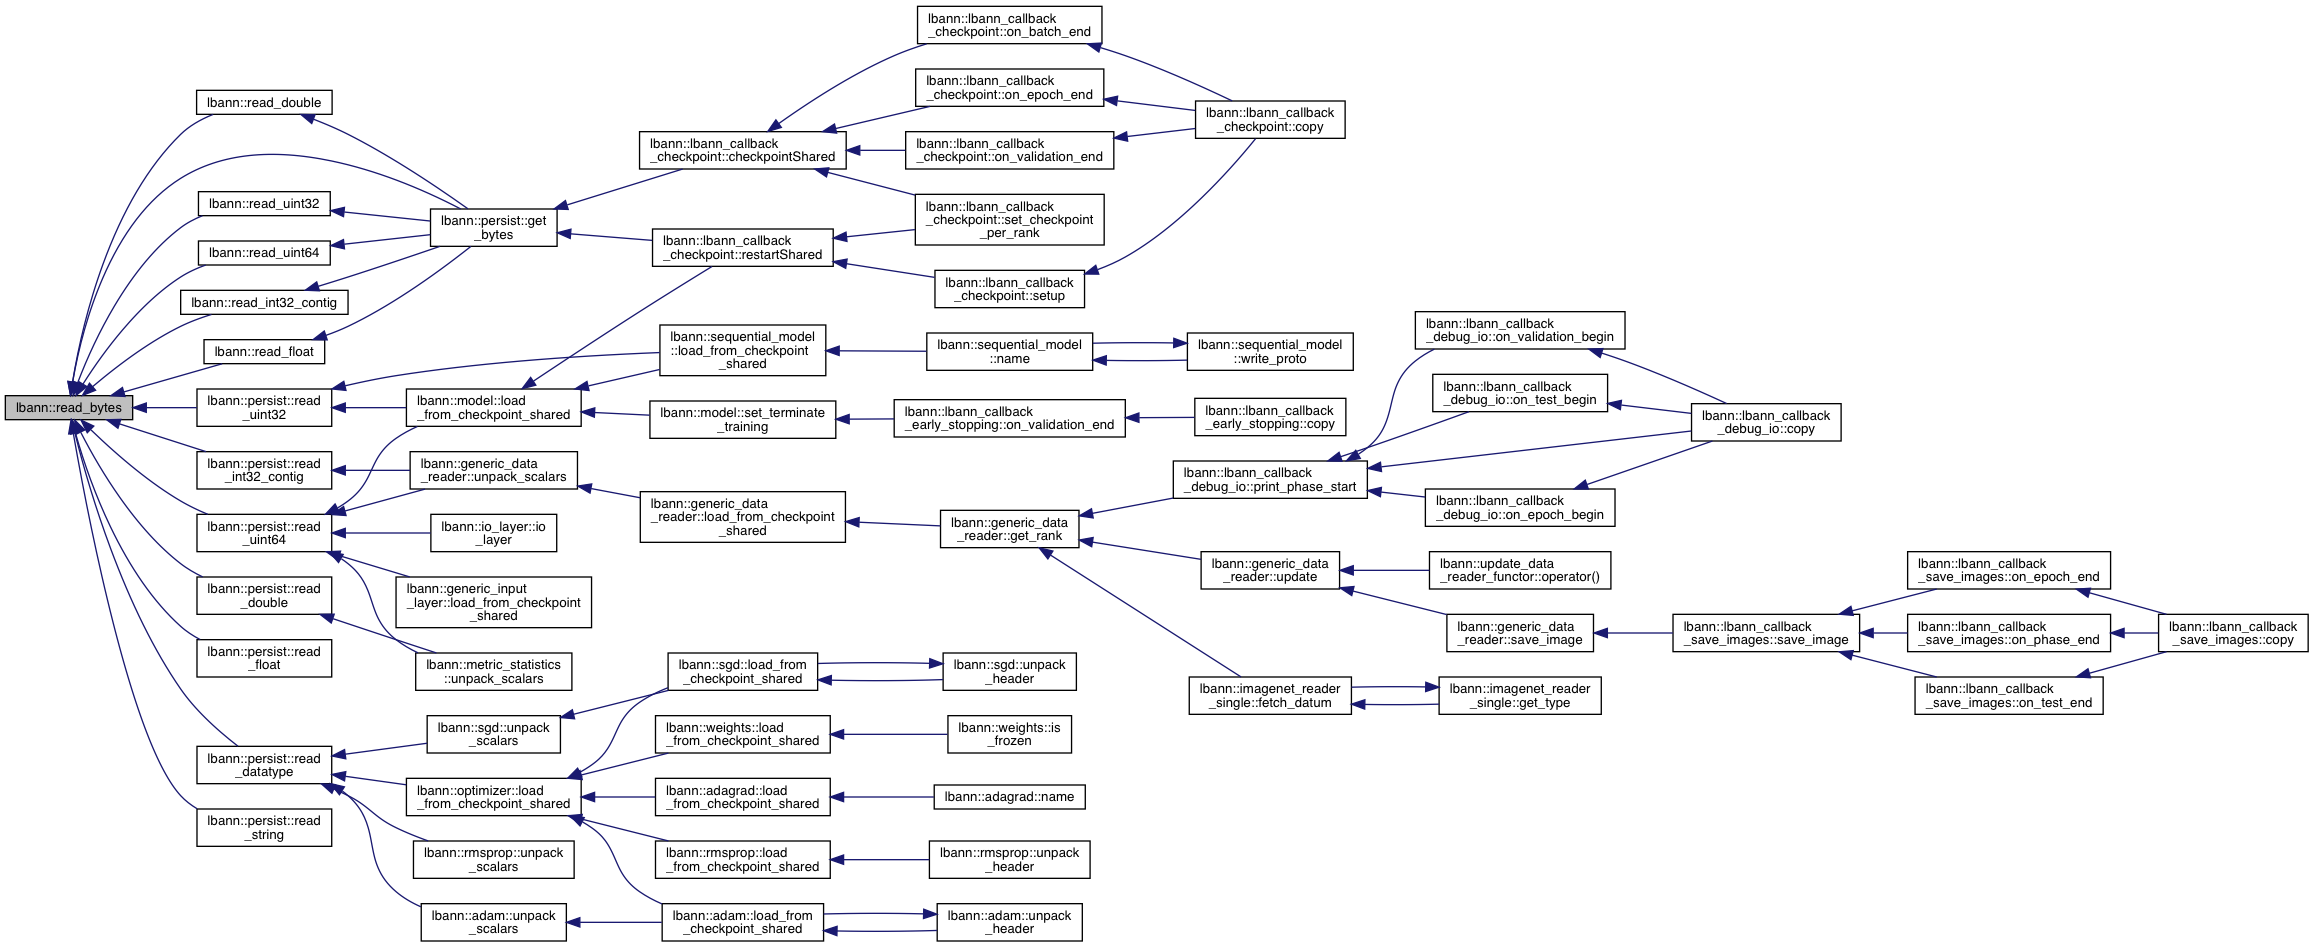 lbann::read_bytes
lbann::read_double
lbann::read_uint32
lbann::read_uint64
lbann::read_int32_contig
lbann::read_float
lbann::persist::read
_uint32
lbann::persist::read
_int32_contig
lbann::persist::read
_uint64
lbann::persist::read
_double
lbann::persist::read
_float
lbann::persist::read
_datatype
lbann::persist::read
_string
lbann::persist::get
_bytes
lbann::model::load
_from_checkpoint_shared
lbann::generic_data
_reader::unpack_scalars
lbann::io_layer::io
_layer
lbann::generic_input
_layer::load_from_checkpoint
_shared
lbann::metric_statistics
::unpack_scalars
lbann::sgd::unpack
_scalars
lbann::optimizer::load
_from_checkpoint_shared
lbann::rmsprop::unpack
_scalars
lbann::adam::unpack
_scalars
lbann::lbann_callback
_checkpoint::checkpointShared
lbann::lbann_callback
_checkpoint::restartShared
lbann::sequential_model
::load_from_checkpoint
_shared
lbann::model::set_terminate
_training
lbann::generic_data
_reader::load_from_checkpoint
_shared
lbann::sgd::load_from
_checkpoint_shared
lbann::weights::load
_from_checkpoint_shared
lbann::adagrad::load
_from_checkpoint_shared
lbann::rmsprop::load
_from_checkpoint_shared
lbann::adam::load_from
_checkpoint_shared
lbann::lbann_callback
_checkpoint::on_batch_end
lbann::lbann_callback
_checkpoint::on_epoch_end
lbann::lbann_callback
_checkpoint::on_validation_end
lbann::lbann_callback
_checkpoint::set_checkpoint
_per_rank
lbann::lbann_callback
_checkpoint::setup
lbann::sequential_model
::name
lbann::lbann_callback
_early_stopping::on_validation_end
lbann::generic_data
_reader::get_rank
lbann::sgd::unpack
_header
lbann::weights::is
_frozen
lbann::adagrad::name
lbann::rmsprop::unpack
_header
lbann::adam::unpack
_header
lbann::lbann_callback
_checkpoint::copy
lbann::sequential_model
::write_proto
lbann::lbann_callback
_early_stopping::copy
lbann::lbann_callback
_debug_io::print_phase_start
lbann::generic_data
_reader::update
lbann::imagenet_reader
_single::fetch_datum
lbann::lbann_callback
_debug_io::on_validation_begin
lbann::lbann_callback
_debug_io::on_test_begin
lbann::lbann_callback
_debug_io::on_epoch_begin
lbann::update_data
_reader_functor::operator()
lbann::generic_data
_reader::save_image
lbann::imagenet_reader
_single::get_type
lbann::lbann_callback
_debug_io::copy
lbann::lbann_callback
_save_images::save_image
lbann::lbann_callback
_save_images::on_epoch_end
lbann::lbann_callback
_save_images::on_phase_end
lbann::lbann_callback
_save_images::on_test_end
lbann::lbann_callback
_save_images::copy